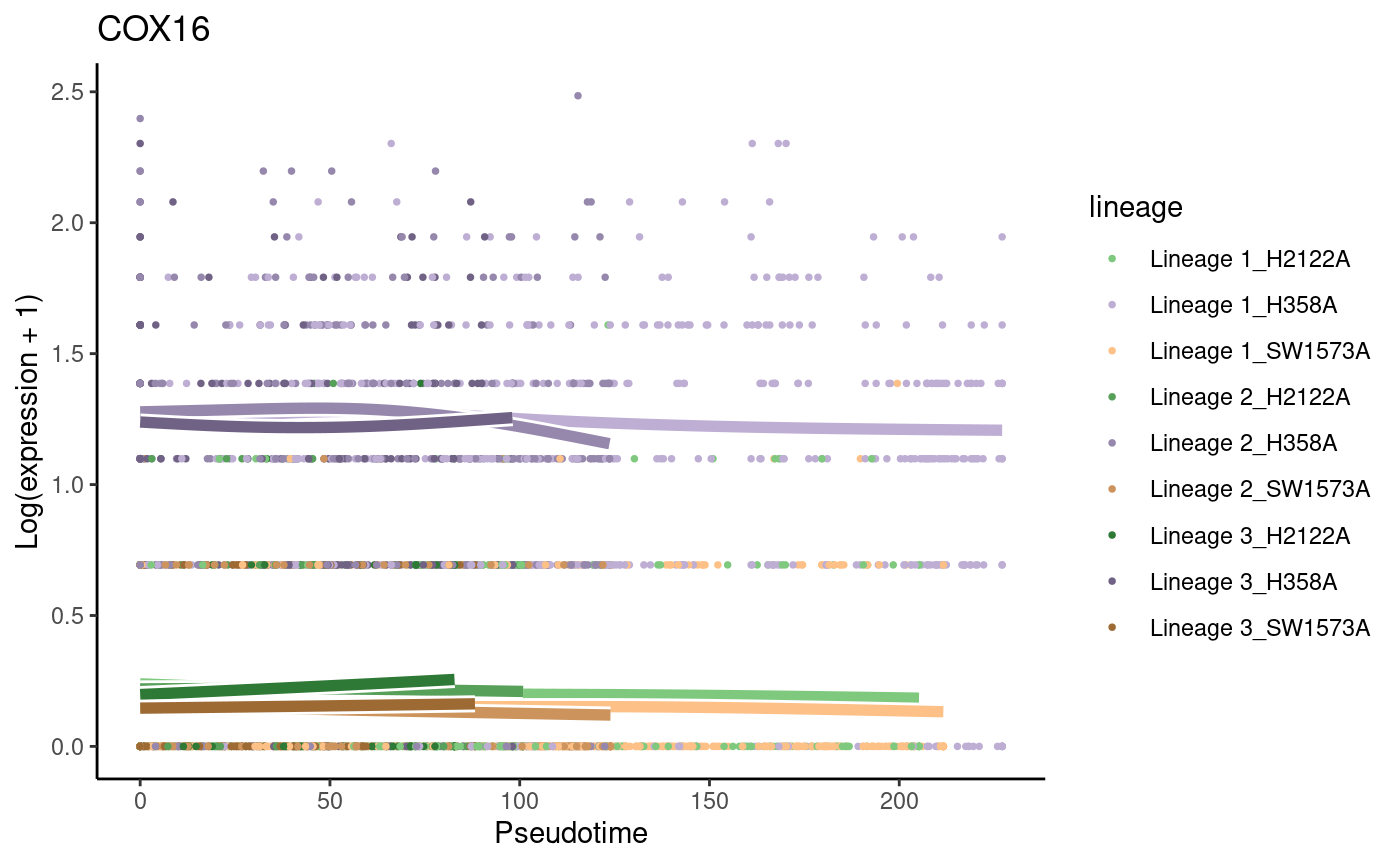 COX16
Log(expression + 1)
2.5
2.0
1.5
1.0
0.5
0.0
0
50
100
150
200
Pseudotime
lineage
Lineage 1_H2122A
Lineage 1_H358A
Lineage 1_SW1573A
Lineage 2_H2122A
Lineage 2_H358A
Lineage 2_SW1573A
Lineage 3_H2122A
Lineage 3_H358A
Lineage 3_SW1573A